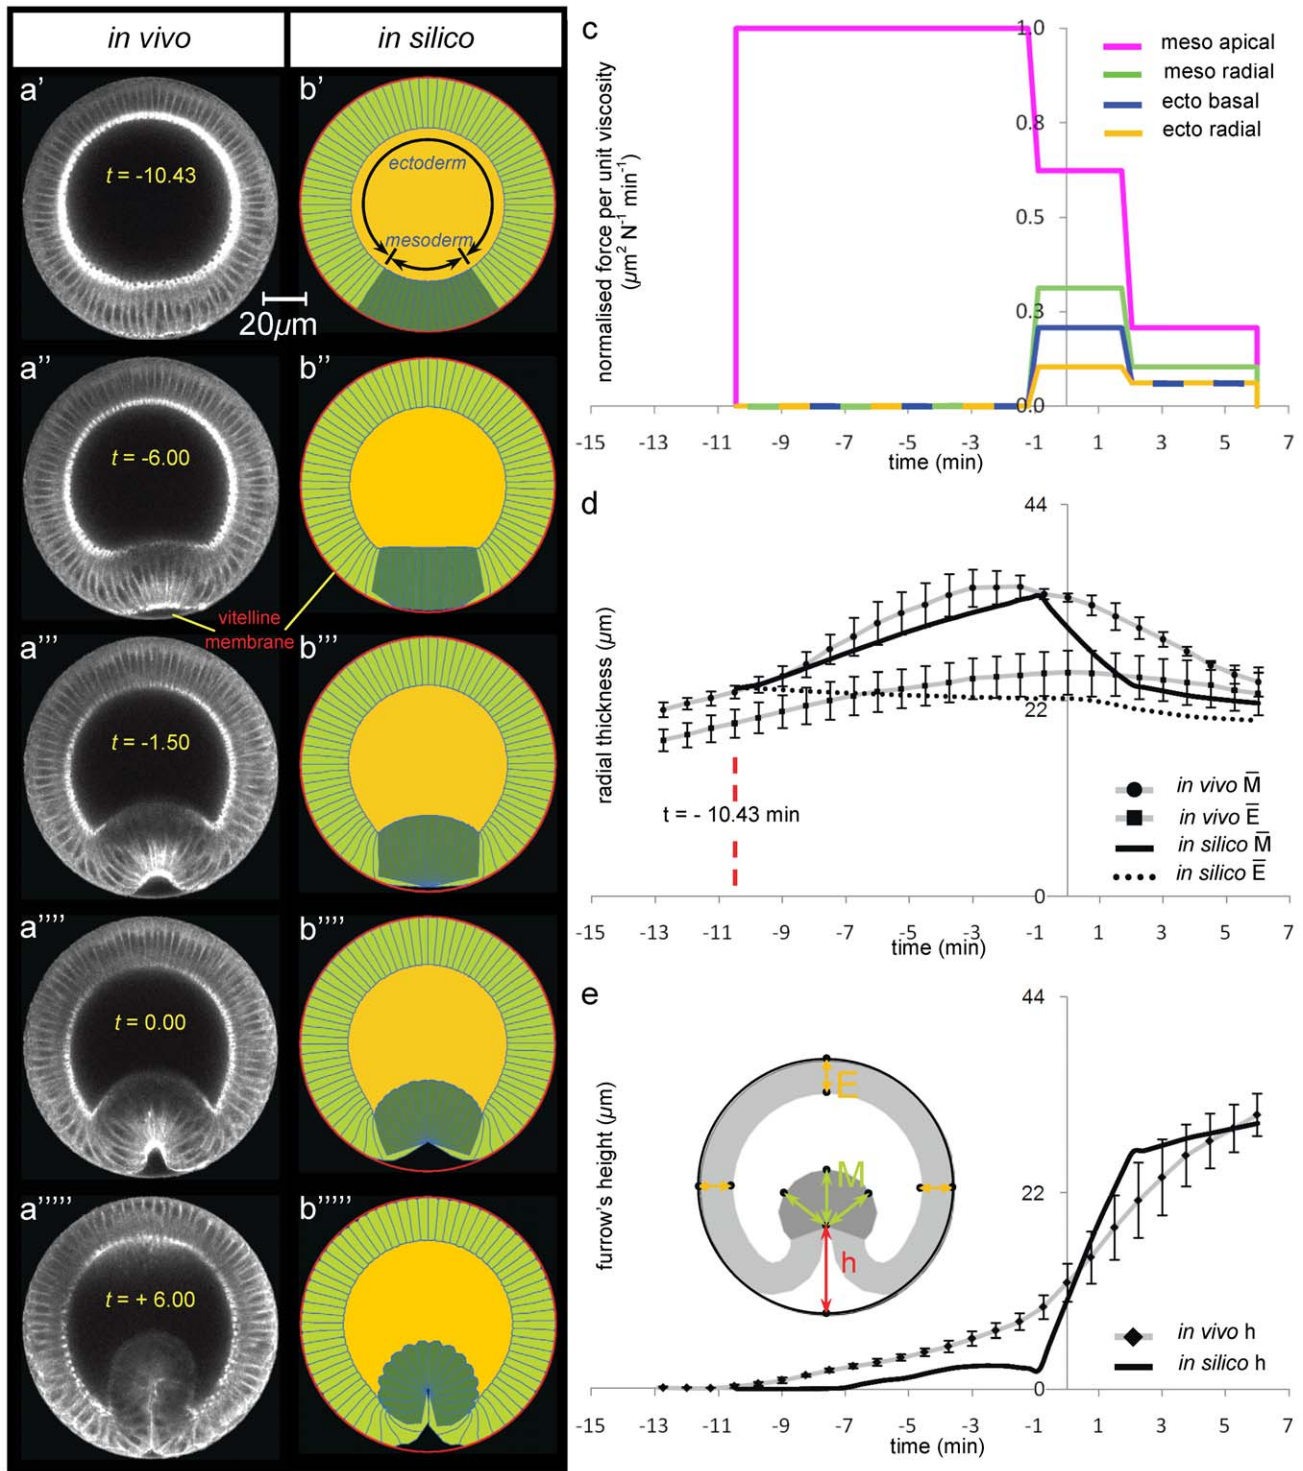 in vivo
in silico
a'
t = -10.43
20μm
b'
ectoderm
mesoderm
a''
t = -6.00
b''
vitelline
membrane
a'''
t = -1.50
b'''
a''''
t = 0.00
b''''
a'''''
t = + 6.00
b'''''
c
normalised force per unit viscosity
(μm² N⁻¹ min⁻¹)
1.0
0.8
0.5
0.3
0.0
meso apical
meso radial
ecto basal
ecto radial
-15 -13 -11 -9 -7 -5 -3 -1 1 3 5 7
time (min)
d
radial thickness (μm)
44
22
0
t = - 10.43 min
in vivo M̅
in vivo E̅
in silico M̅
in silico E̅
-15 -13 -11 -9 -7 -5 -3 -1 1 3 5 7
time (min)
e
furrow's height (μm)
44
22
0
E
M
h
in vivo h
in silico h
-15 -13 -11 -9 -7 -5 -3 -1 1 3 5 7
time (min)